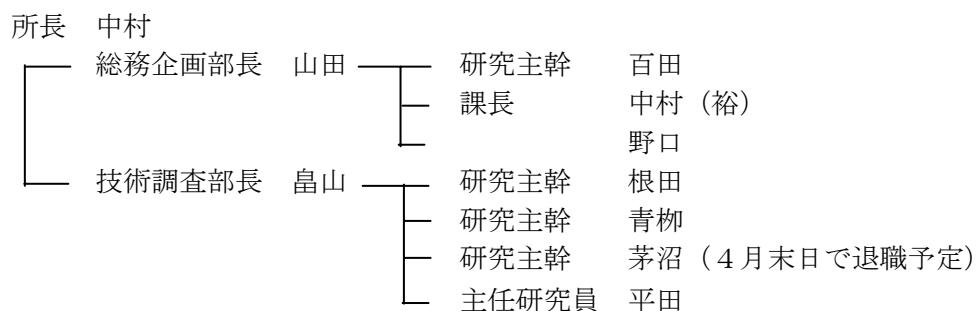 所長 中村
総務企画部長 山田 研究主幹 百田
課長 中村（裕）
野口
技術調査部長 畠山 研究主幹 根田
研究主幹 青栁
研究主幹 茅沼（４月末日で退職予定）
主任研究員 平田